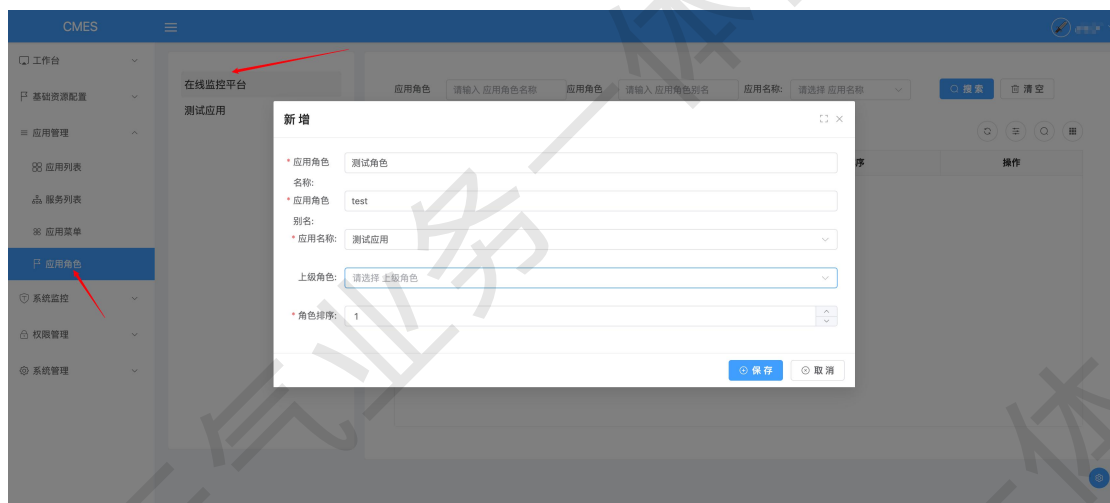 CMES
工作台
在线监控平台
应用角色
请输入 应用角色名称
应用角色
请输入 应用角色别名
应用名称:
请选择 应用名称
搜 索
清 空
基础资源配置
测试应用
新 增
应用管理
序
操作
* 应用角色名称:
测试角色
应用列表
* 应用角色别名:
test
服务列表
应用菜单
* 应用名称:
测试应用
应用角色
上级角色:
请选择 上级角色
系统监控
* 角色排序:
1
权限管理
保 存
取 消
系统管理
气业务一体
体